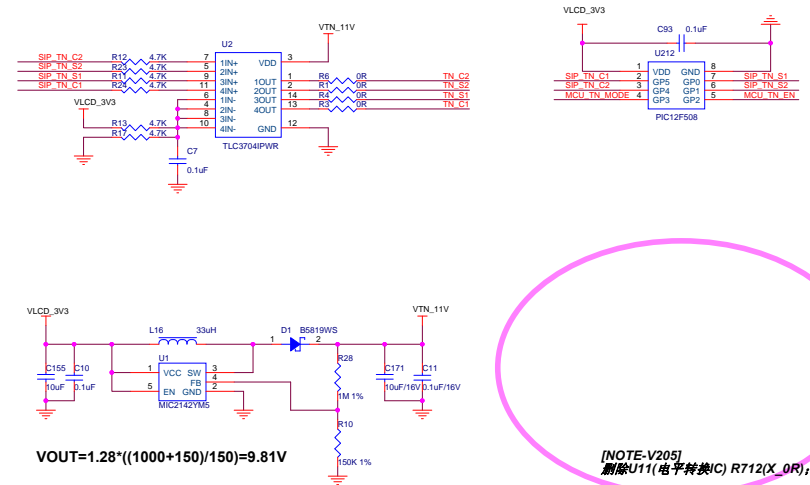 VTN_11V
U2
SIP_TN_C2 R12 4.7K 7 1IN+ VDD 3
SIP_TN_S2 R23 4.7K 5 2IN+
SIP_TN_S1 R11 4.7K 9 3IN+ 1OUT 1 R6 0R TN_C2
SIP_TN_C1 R24 4.7K 11 4IN+ 2OUT 2 R1 0R TN_S2
6 1IN- 3OUT 14 R4 0R TN_S1
VLCD_3V3 4 2IN- 4OUT 13 R3 0R TN_C1
8 3IN-
R13 4.7K 10 4IN- GND 12
R17 4.7K
TLC3704IPWR
C7
0.1uF
VLCD_3V3
C93 0.1uF
U212
1 VDD GND 8
SIP_TN_C1 2 GP5 GP0 7 SIP_TN_S1
SIP_TN_C2 3 GP4 GP1 6 SIP_TN_S2
MCU_TN_MODE 4 GP3 GP2 5 MCU_TN_EN
PIC12F508
VLCD_3V3 VTN_11V
L16 33uH D1 B5819WS
1 2
U1 R28
C155 C10 1 VCC SW 3 C171 C11
FB 4
10uF 0.1uF 5 EN GND 2 1M 1% 10uF/16V 0.1uF/16V
MIC2142YM5
R10
150K 1%
VOUT=1.28*((1000+150)/150)=9.81V
[NOTE-V205]
删除U11(电平转换IC) R712(X_0R);